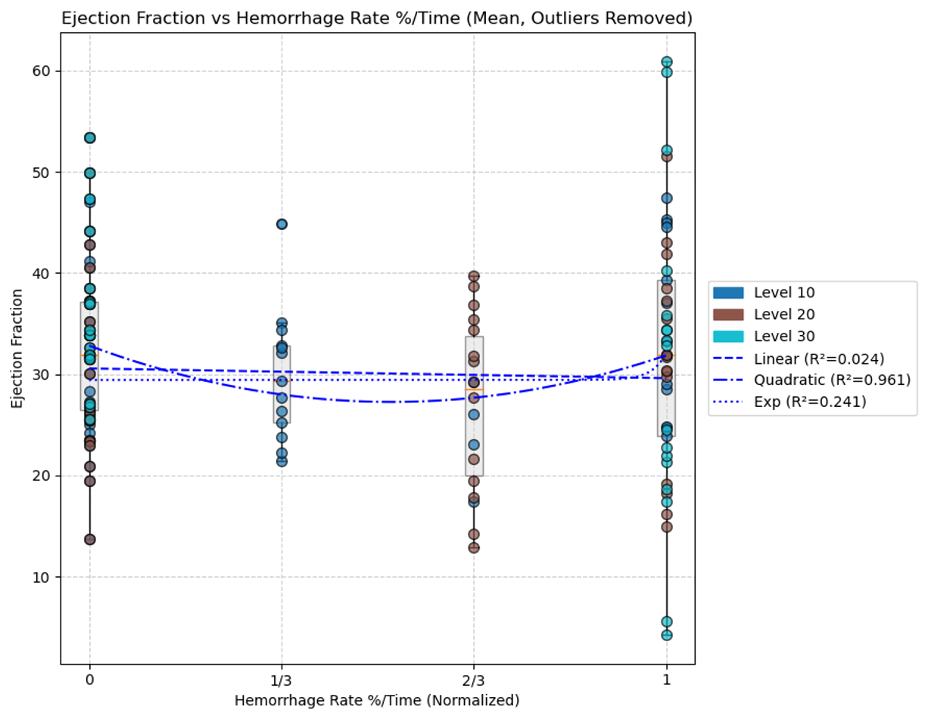 Ejection Fraction vs Hemorrhage Rate %/Time (Mean, Outliers Removed)
60
50
40
30
20
10
Ejection Fraction
0
1/3
2/3
1
Hemorrhage Rate %/Time (Normalized)
Level 10
Level 20
Level 30
Linear (R²=0.024)
Quadratic (R²=0.961)
Exp (R²=0.241)